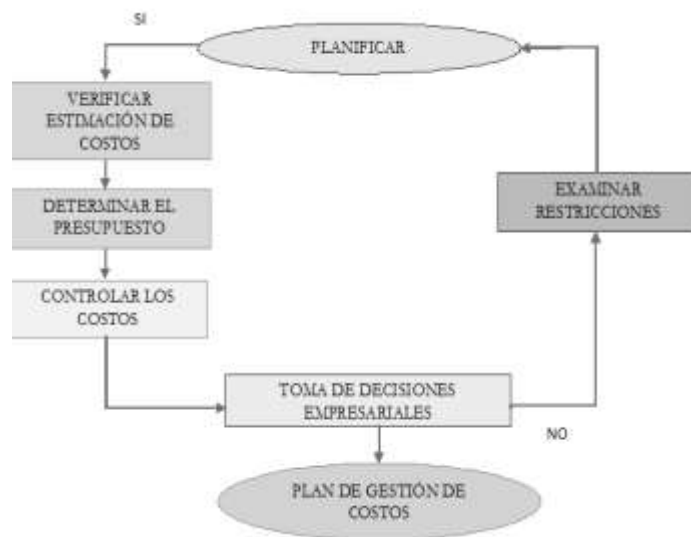 SI
PLANIFICAR
VERIFICAR
ESTIMACIÓN DE
COSTOS
DETERMINAR EL
PRESUPUESTO
EXAMINAR
RESTRICCIONES
CONTROLAR LOS
COSTOS
TOMA DE DECISIONES
EMPRESARIALES
NO
PLAN DE GESTIÓN DE
COSTOS